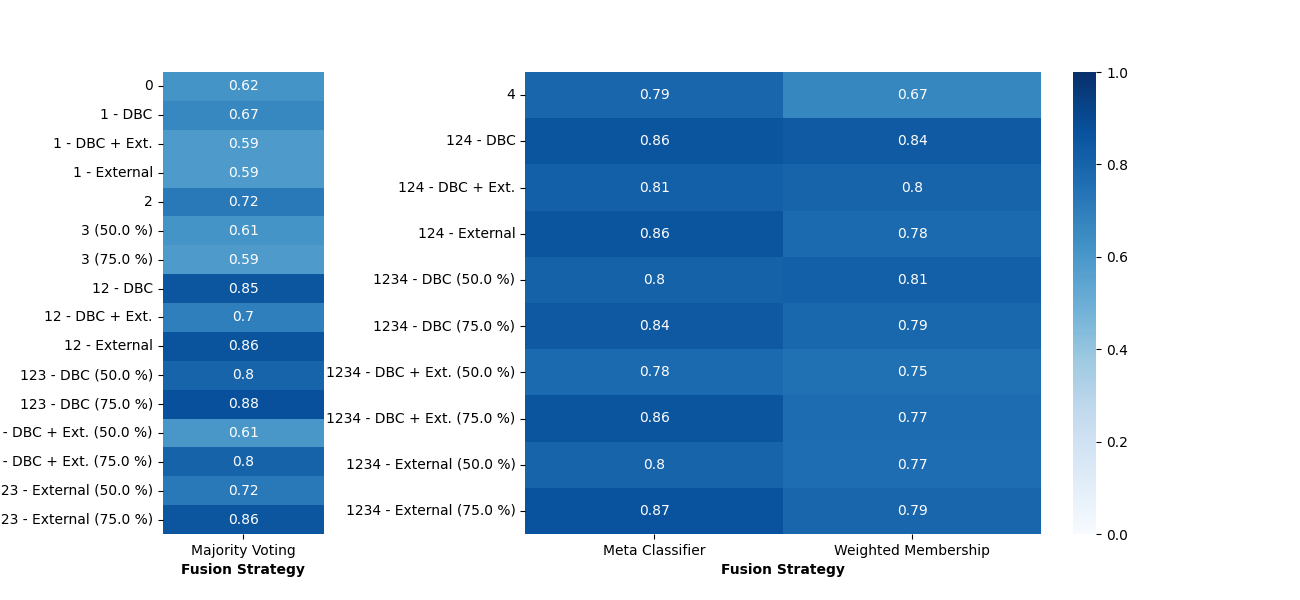 0 0.62
1 - DBC 0.67
1 - DBC + Ext. 0.59
1 - External 0.59
2 0.72
3 (50.0 %) 0.61
3 (75.0 %) 0.59
12 - DBC 0.85
12 - DBC + Ext. 0.7
12 - External 0.86
123 - DBC (50.0 %) 0.8
123 - DBC (75.0 %) 0.88
- DBC + Ext. (50.0 %) 0.61
- DBC + Ext. (75.0 %) 0.8
23 - External (50.0 %) 0.72
23 - External (75.0 %) 0.86
Majority Voting
Fusion Strategy
4 0.79 0.67
124 - DBC 0.86 0.84
124 - DBC + Ext. 0.81 0.8
124 - External 0.86 0.78
1234 - DBC (50.0 %) 0.8 0.81
1234 - DBC (75.0 %) 0.84 0.79
1234 - DBC + Ext. (50.0 %) 0.78 0.75
1234 - DBC + Ext. (75.0 %) 0.86 0.77
1234 - External (50.0 %) 0.8 0.77
1234 - External (75.0 %) 0.87 0.79
Meta Classifier Weighted Membership
Fusion Strategy
1.0
0.8
0.6
0.4
0.2
0.0